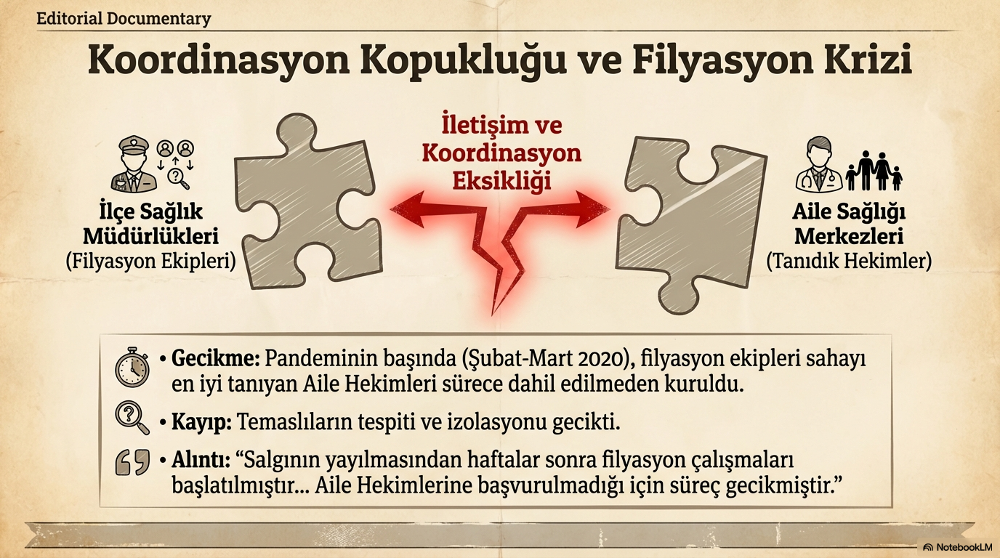 Editorial Documentary
Koordinasyon Kopukluğu ve Filyasyon Krizi
İletişim ve
Koordinasyon
Eksikliği
İlçe Sağlık
Müdürlükleri
(Filyasyon Ekipleri)
Aile Sağlığı
Merkezleri
(Tanıdık Hekimler)
• Gecikme: Pandeminin başında (Şubat-Mart 2020), filyasyon ekipleri sahayı
en iyi tanıyan Aile Hekimleri sürece dahil edilmeden kuruldu.
• Kayıp: Temaslıların tespiti ve izolasyonu gecikti.
• Alıntı: “Salgının yayılmasından haftalar sonra filyasyon çalışmaları
başlatılmıştır... Aile Hekimlerine başvurulmadığı için süreç gecikmiştir.”
NotebookLM